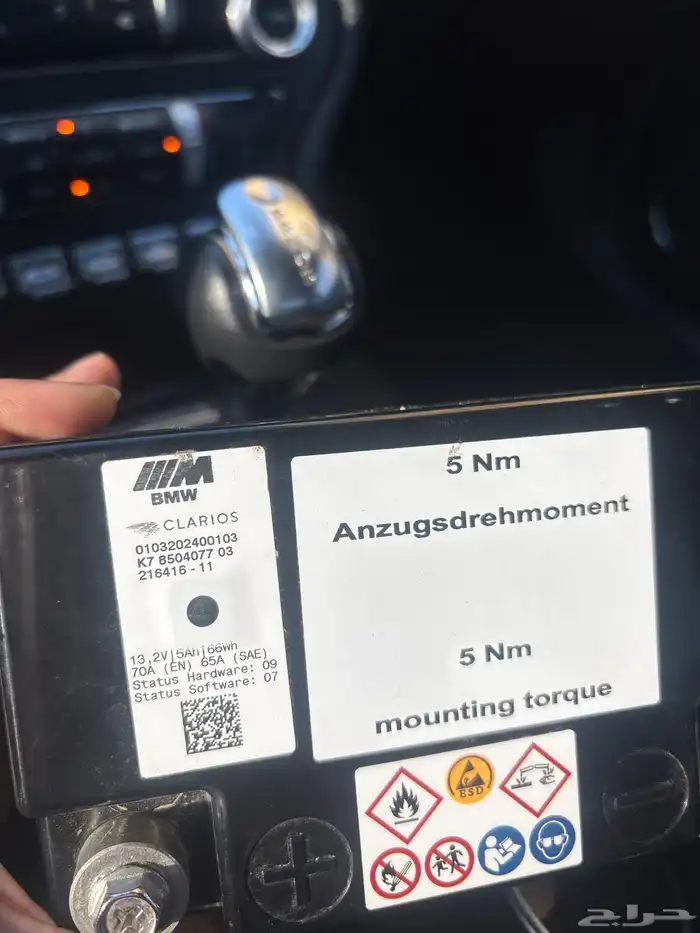 M
BMW
CLARIOS
0103202400103
K7 8504077 03
216416 - 11
13,2V|5Ah|66Wh
70A (EN) 65A (SAE)
Status Hardware: 09
Status Software: 07
5 Nm
Anzugsdrehmoment
5 Nm
mounting torque
ESD
حراج